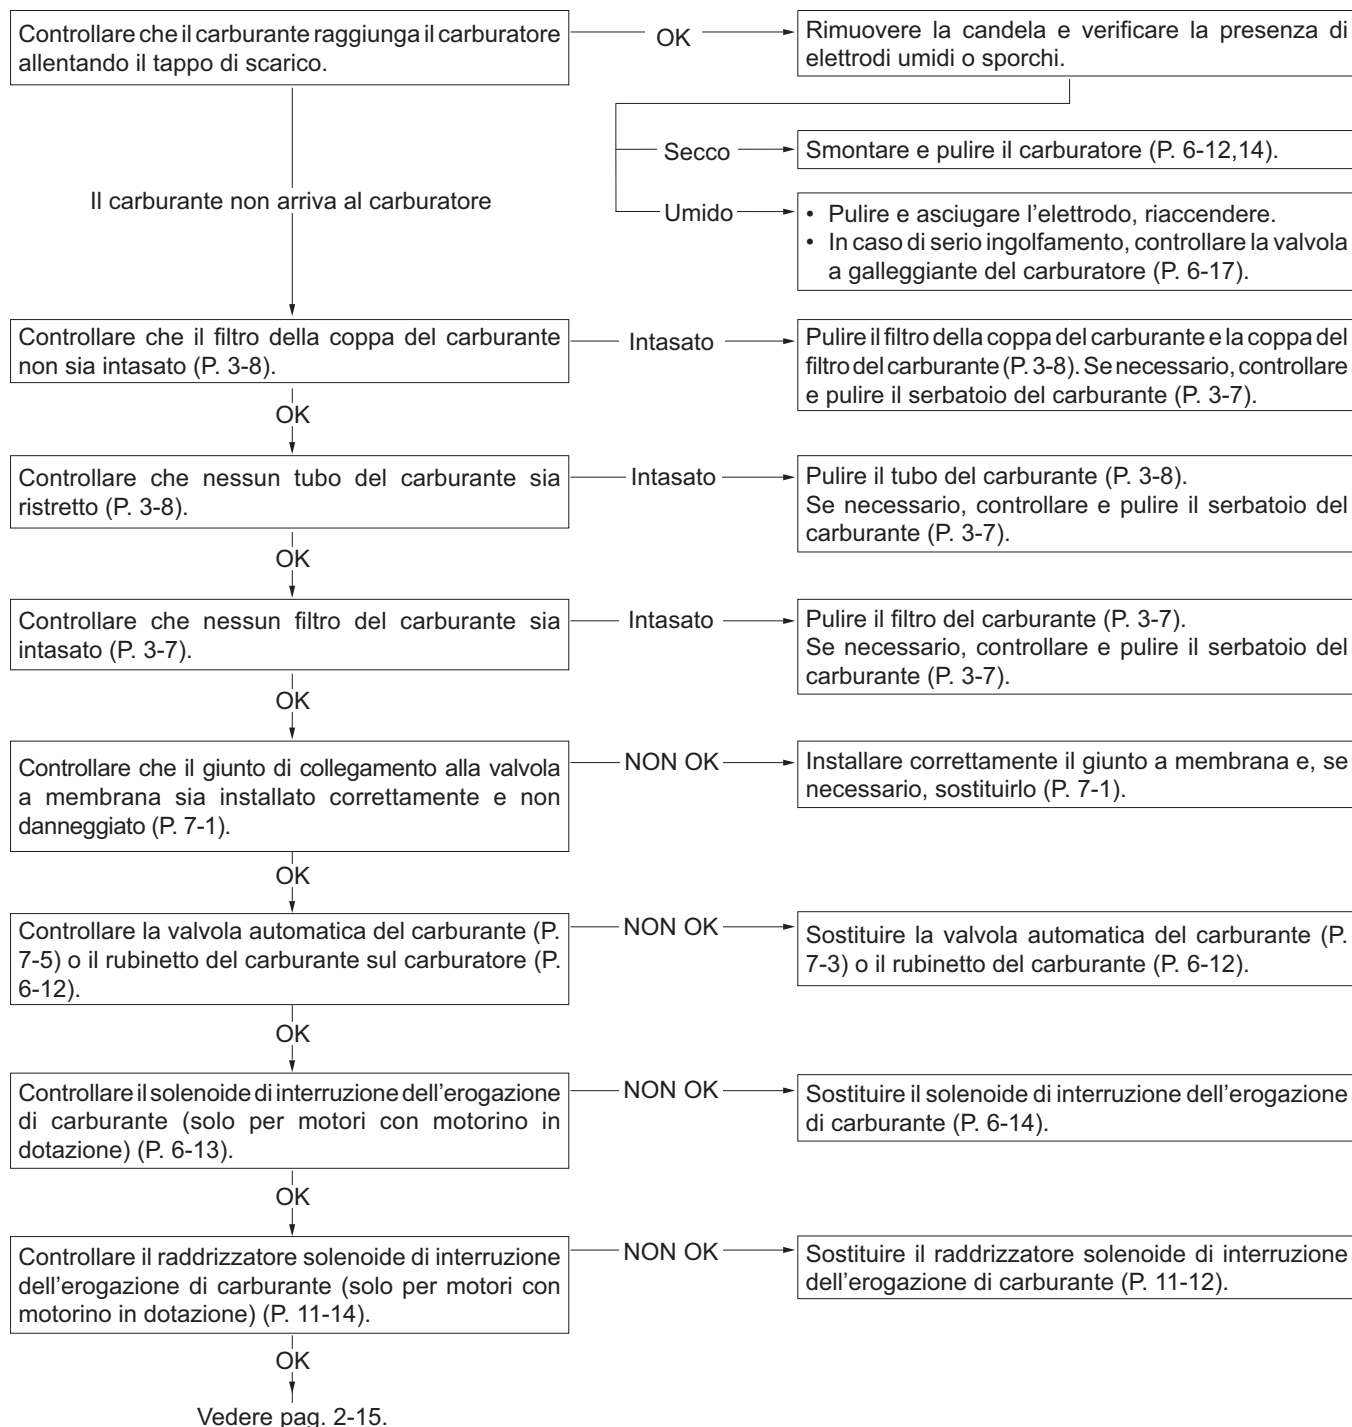 Controllare che il carburante raggiunga il carburatore
allentando il tappo di scarico.
OK
Rimuovere la candela e verificare la presenza di
elettrodi umidi o sporchi.
Secco
Smontare e pulire il carburatore (P. 6-12,14).
Il carburante non arriva al carburatore
Umido
• Pulire e asciugare l'elettrodo, riaccendere.
• In caso di serio ingolfamento, controllare la valvola
a galleggiante del carburatore (P. 6-17).
Controllare che il filtro della coppa del carburante
non sia intasato (P. 3-8).
Intasato
Pulire il filtro della coppa del carburante e la coppa del
filtro del carburante (P. 3-8). Se necessario, controllare
e pulire il serbatoio del carburante (P. 3-7).
OK
Controllare che nessun tubo del carburante sia
ristretto (P. 3-8).
Intasato
Pulire il tubo del carburante (P. 3-8).
Se necessario, controllare e pulire il serbatoio del
carburante (P. 3-7).
OK
Controllare che nessun filtro del carburante sia
intasato (P. 3-7).
Intasato
Pulire il filtro del carburante (P. 3-7).
Se necessario, controllare e pulire il serbatoio del
carburante (P. 3-7).
OK
Controllare che il giunto di collegamento alla valvola
a membrana sia installato correttamente e non
danneggiato (P. 7-1).
NON OK
Installare correttamente il giunto a membrana e, se
necessario, sostituirlo (P. 7-1).
OK
Controllare la valvola automatica del carburante (P.
7-5) o il rubinetto del carburante sul carburatore (P.
6-12).
NON OK
Sostituire la valvola automatica del carburante (P.
7-3) o il rubinetto del carburante (P. 6-12).
OK
Controllare il solenoide di interruzione dell'erogazione
di carburante (solo per motori con motorino in
dotazione) (P. 6-13).
NON OK
Sostituire il solenoide di interruzione dell'erogazione
di carburante (P. 6-14).
OK
Controllare il raddrizzatore solenoide di interruzione
dell'erogazione di carburante (solo per motori con
motorino in dotazione) (P. 11-14).
NON OK
Sostituire il raddrizzatore solenoide di interruzione
dell'erogazione di carburante (P. 11-12).
OK
Vedere pag. 2-15.